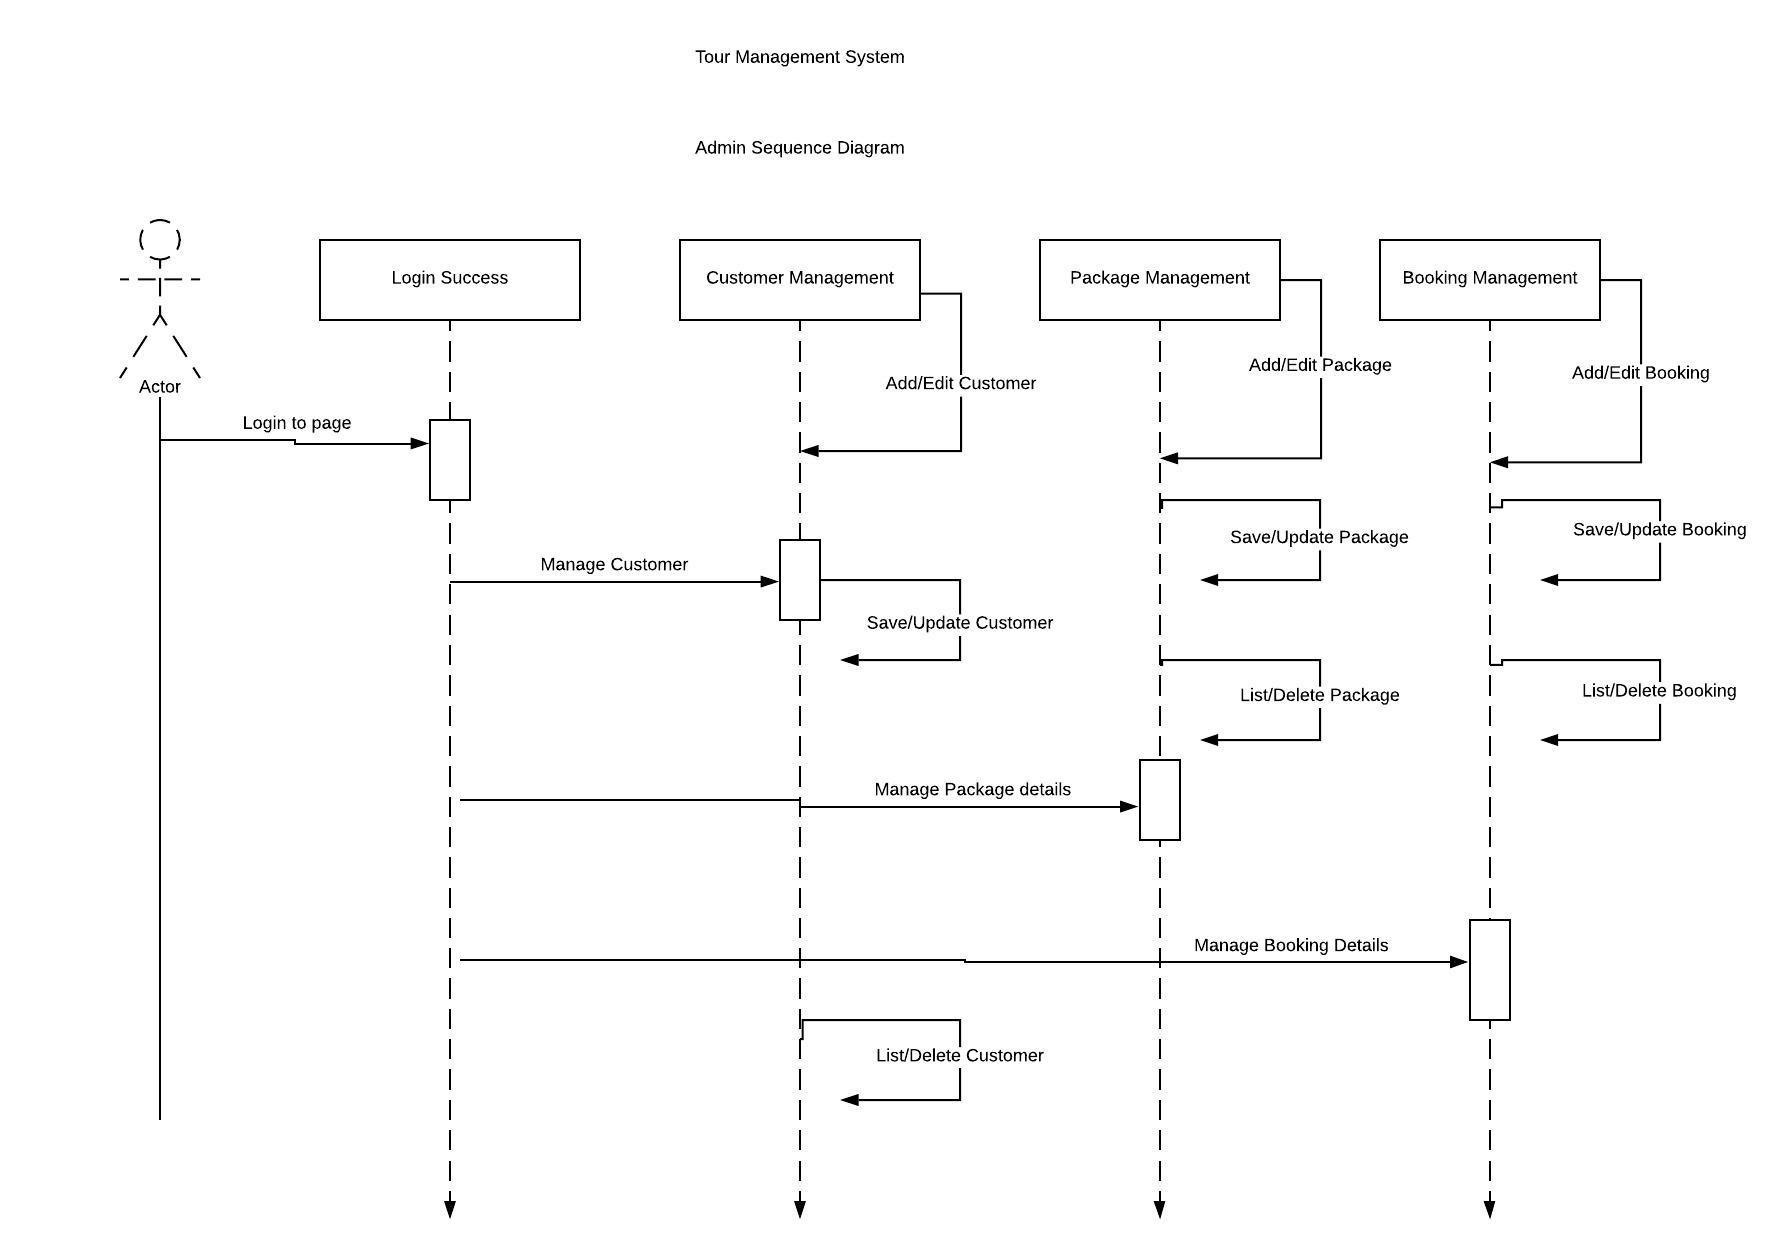 Tour Management System
Admin Sequence Diagram
Login Success
Customer Management
Package Management
Booking Management
Add/Edit Package
Add/Edit Booking
Add/Edit Customer
Actor
Login to page
Save/Update Booking
Save/Update Package
Manage Customer
Save/Update Customer
List/Delete Booking
List/Delete Package
Manage Package details
Manage Booking Details
List/Delete Customer